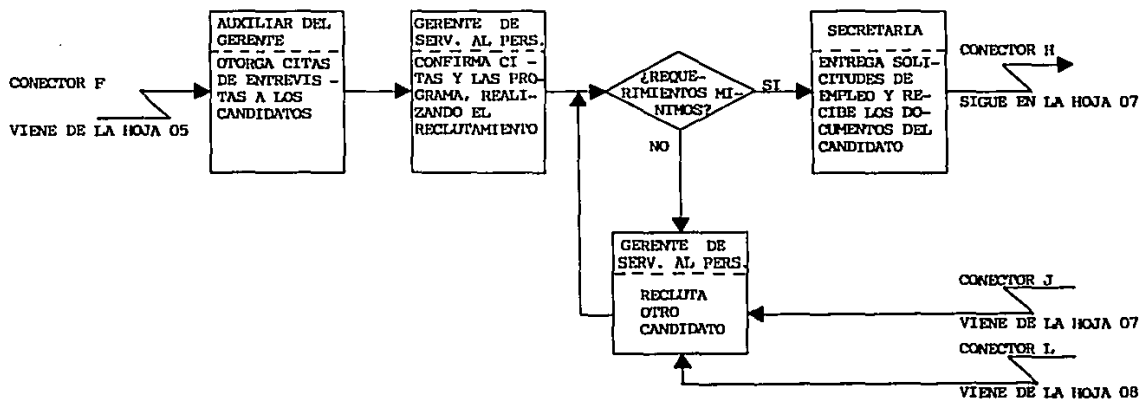 CONECTOR F
VIENE DE LA HOJA 05
AUXILIAR DEL
GERENTE
OTORGA CITAS
DE ENTREVIS -
TAS A LOS
CANDIDATOS
GERENTE DE
SERV. AL PERS.
CONFIRMA CI -
TAS Y LAS PRO-
GRAMA, REALI-
ZANDO EL
RECLUTAMIENTO
¿REQUE-
RIMIENTOS MI-
NIMOS?
SI
NO
SECRETARIA
ENTREGA SOLI-
CITUDES DE
EMPLEO Y RE-
CIBE LOS DO-
CUMENTOS DEL
CANDIDATO
CONECTOR H
SIGUE EN LA HOJA 07
GERENTE DE
SERV. AL PERS.
RECLUTA
OTRO
CANDIDATO
CONECTOR J
VIENE DE LA HOJA 07
CONECTOR L
VIENE DE LA HOJA 08